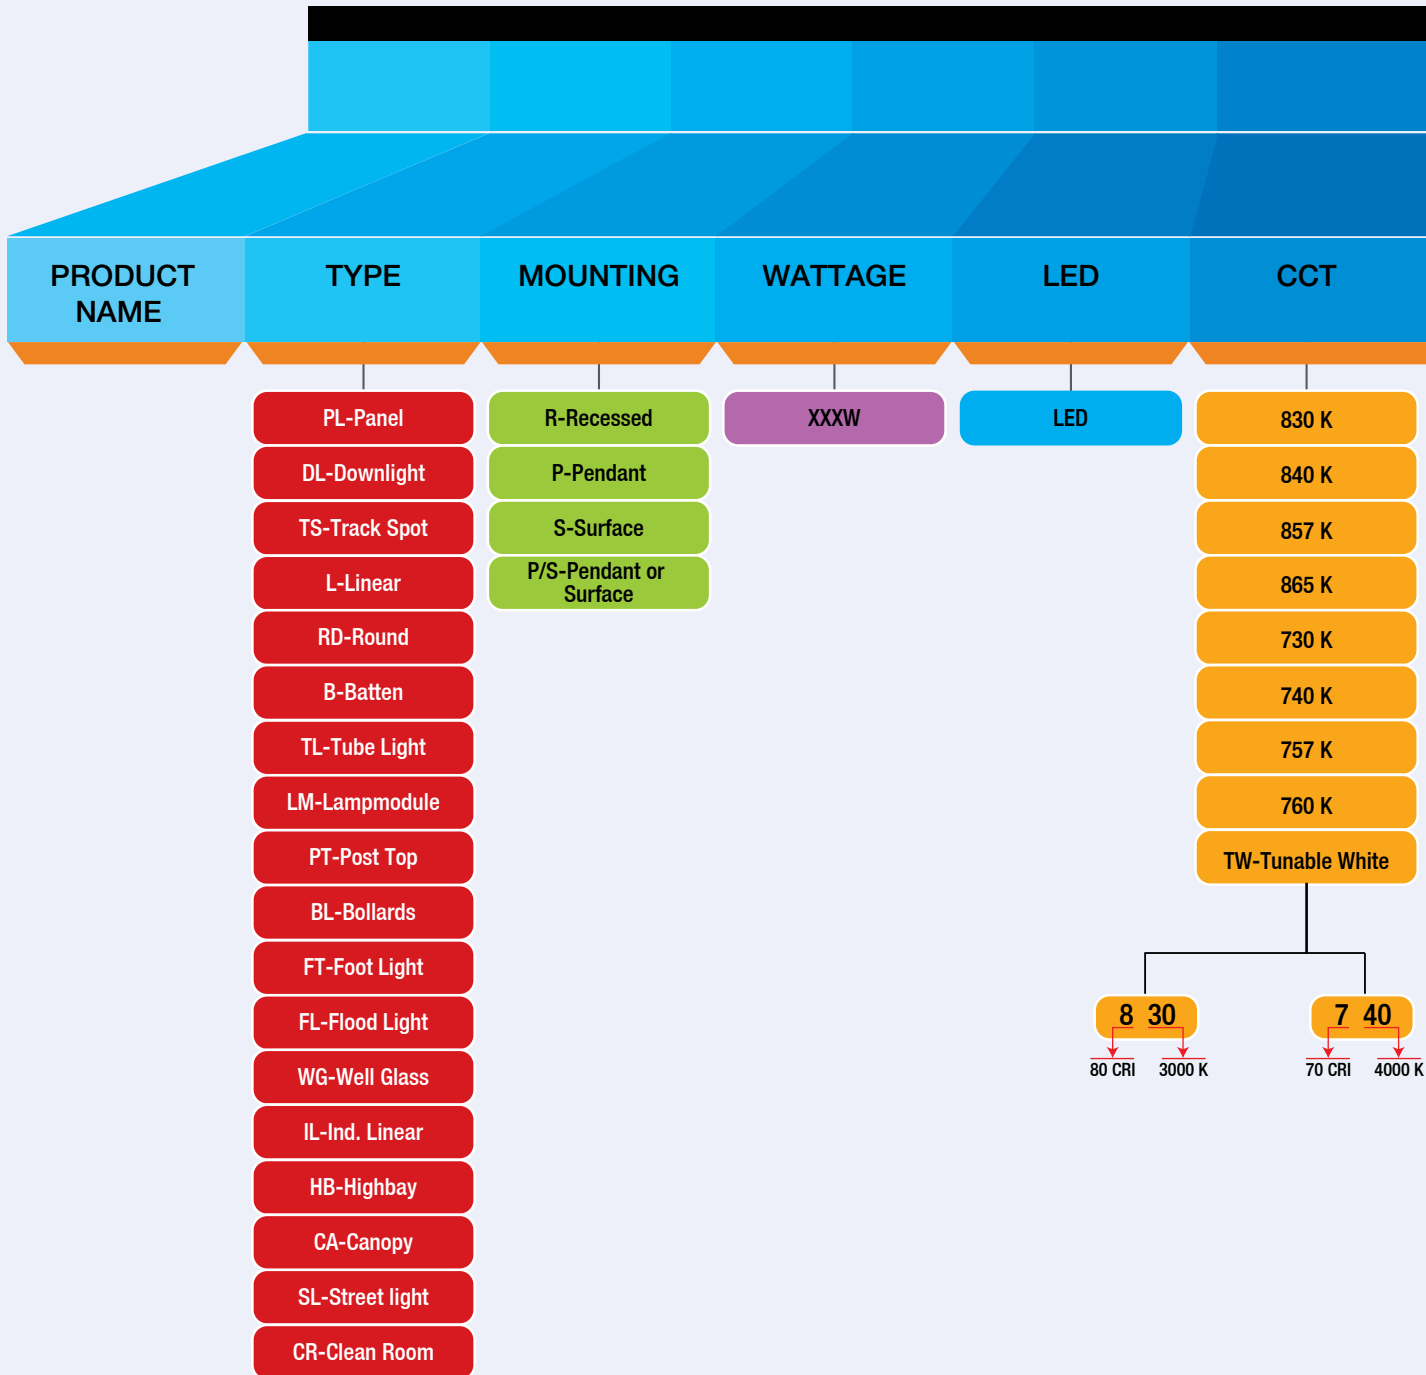 PRODUCT
NAME
TYPE
MOUNTING
WATTAGE
LED
CCT
PL-Panel
DL-Downlight
TS-Track Spot
L-Linear
RD-Round
B-Batten
TL-Tube Light
LM-Lampmodule
PT-Post Top
BL-Bollards
FT-Foot Light
FL-Flood Light
WG-Well Glass
IL-Ind. Linear
HB-Highbay
CA-Canopy
SL-Street light
CR-Clean Room
R-Recessed
P-Pendant
S-Surface
P/S-Pendant or
Surface
XXXW
LED
830 K
840 K
857 K
865 K
730 K
740 K
757 K
760 K
TW-Tunable White
8 30
80 CRI 3000 K
7 40
70 CRI 4000 K